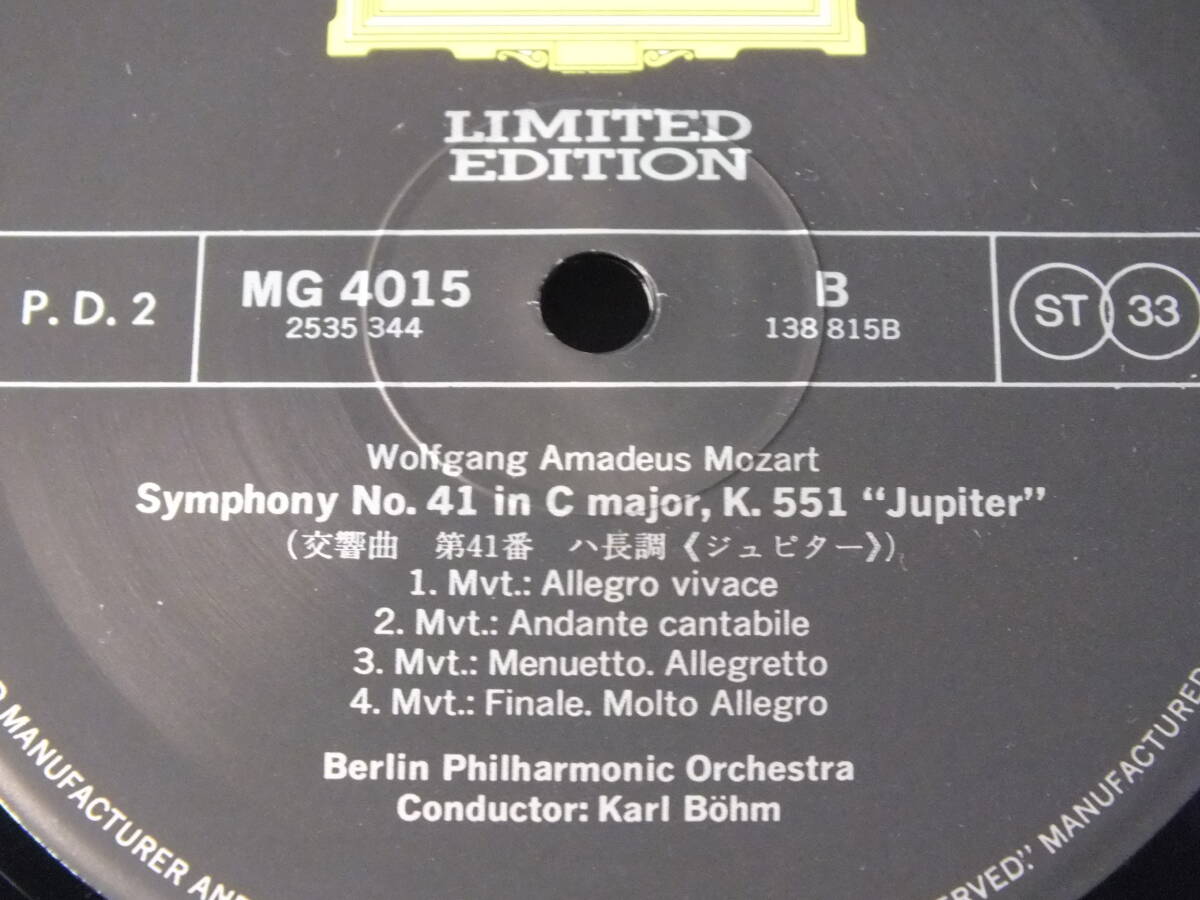 LIMITED
EDITION
P. D. 2
MG 4015
2535 344
B
138 815B
ST 33
Wolfgang Amadeus Mozart
Symphony No. 41 in C major, K. 551 “Jupiter”
(交響曲　第41番　ハ長調《ジュピター》)
1. Mvt.: Allegro vivace
2. Mvt.: Andante cantabile
3. Mvt.: Menuetto. Allegretto
4. Mvt.: Finale. Molto Allegro
Berlin Philharmonic Orchestra
Conductor: Karl Böhm
MANUFACTURER AND
MANUFACTURED